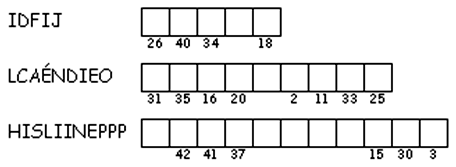 IDFIJ
26 40 34 18
LCAÉNDIEO
31 35 16 20 2 11 33 25
HISLIINEPPP
42 41 37 15 30 3